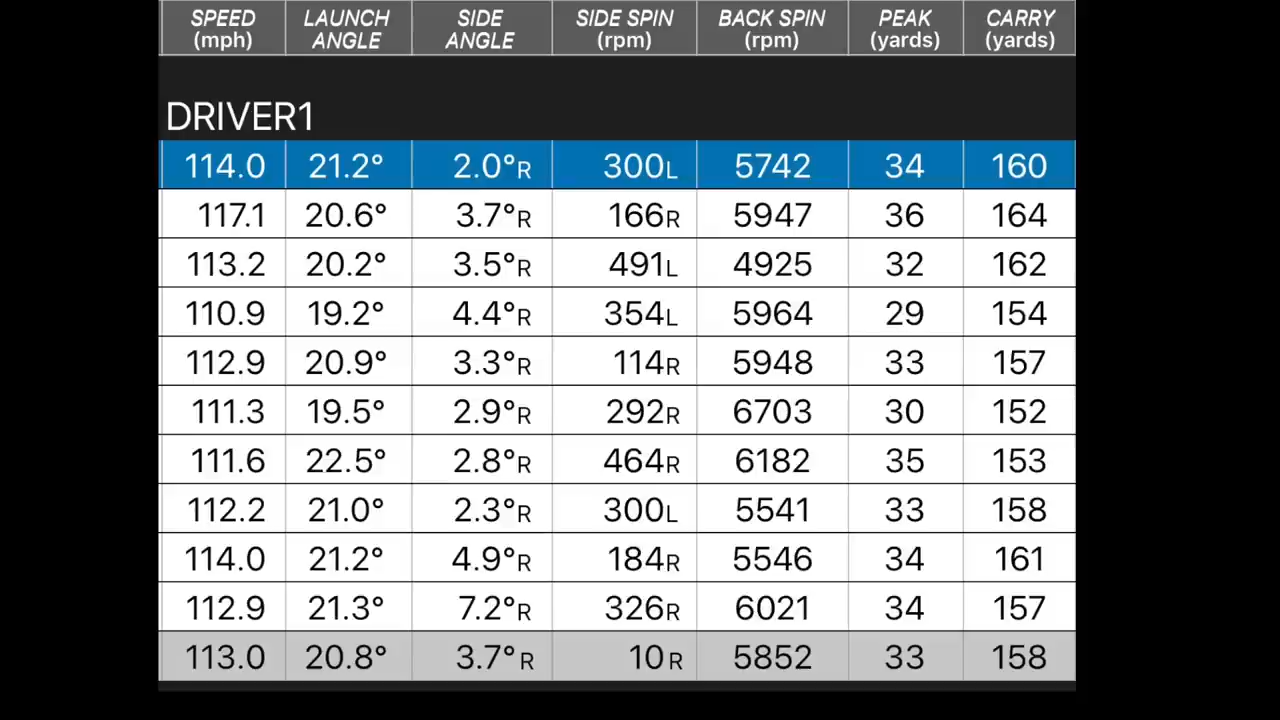 SPEED (mph) LAUNCH ANGLE SIDE ANGLE SIDE SPIN (rpm) BACK SPIN (rpm) PEAK (yards) CARRY (yards)
DRIVER1
114.0 21.2° 2.0°R 300L 5742 34 160
117.1 20.6° 3.7°R 166R 5947 36 164
113.2 20.2° 3.5°R 491L 4925 32 162
110.9 19.2° 4.4°R 354L 5964 29 154
112.9 20.9° 3.3°R 114R 5948 33 157
111.3 19.5° 2.9°R 292R 6703 30 152
111.6 22.5° 2.8°R 464R 6182 35 153
112.2 21.0° 2.3°R 300L 5541 33 158
114.0 21.2° 4.9°R 184R 5546 34 161
112.9 21.3° 7.2°R 326R 6021 34 157
113.0 20.8° 3.7°R 10R 5852 33 158